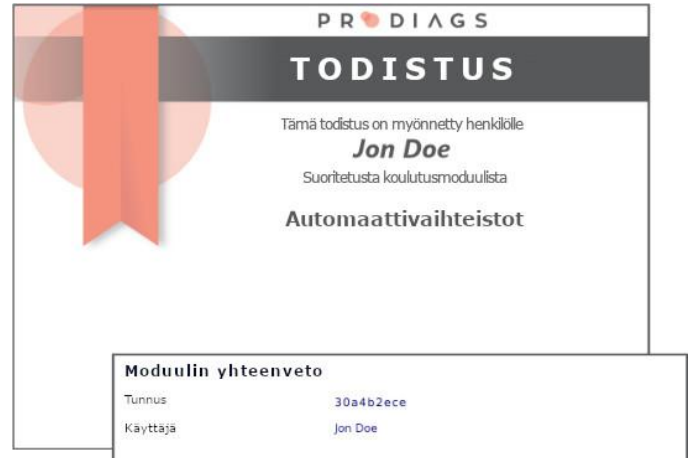 PRODIAGS
TODISTUS
Tämä todistus on myönnetty henkilölle
Jon Doe
Suoritetusta koulutusmoduulista
Automaattivaihteistot
Moduulin yhteenveto
Tunnus 30a4b2ece
Käyttäjä Jon Doe